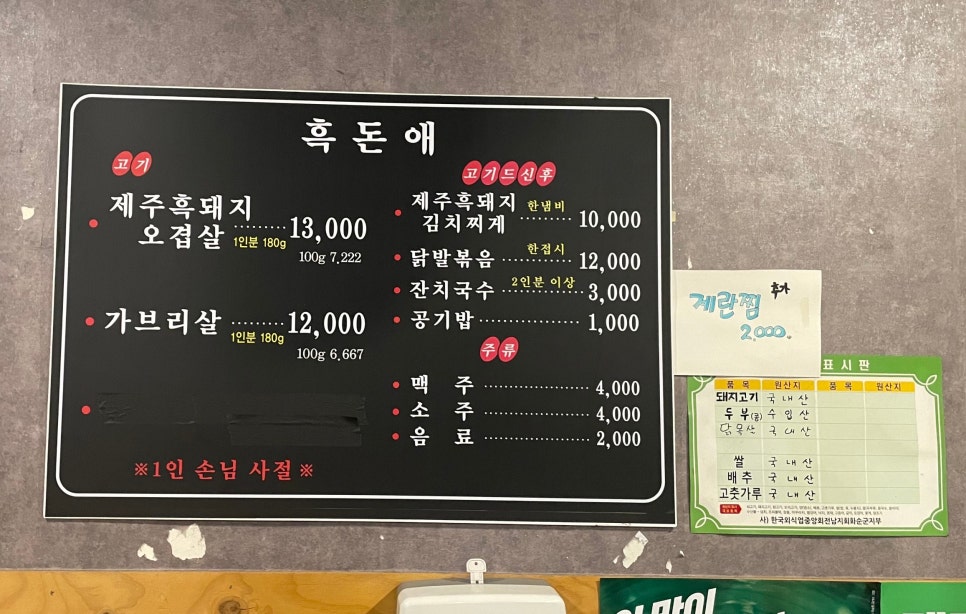 흑돈애
고기
제주흑돼지
오겹살 ········ 13,000
1인분 180g
100g 7,222
가브리살 ········ 12,000
1인분 180g
100g 6,667
※1인 손님 사절※
고기드신후
제주흑돼지 한냄비
김치찌게 ········ 10,000
닭발볶음 한접시 ········ 12,000
잔치국수 2인분 이상 ········ 3,000
공기밥 ········ 1,000
주류
맥 주 ········ 4,000
소 주 ········ 4,000
음 료 ········ 2,000
추가
계란찜
2,000
표시판
품목 원산지 품목 원산지
돼지고기 국내산
두부(콩) 수입산
국내산
쌀 국내산
배추 국내산
고춧가루 국내산
사) 한국외식업중앙회전남지회화순군지부